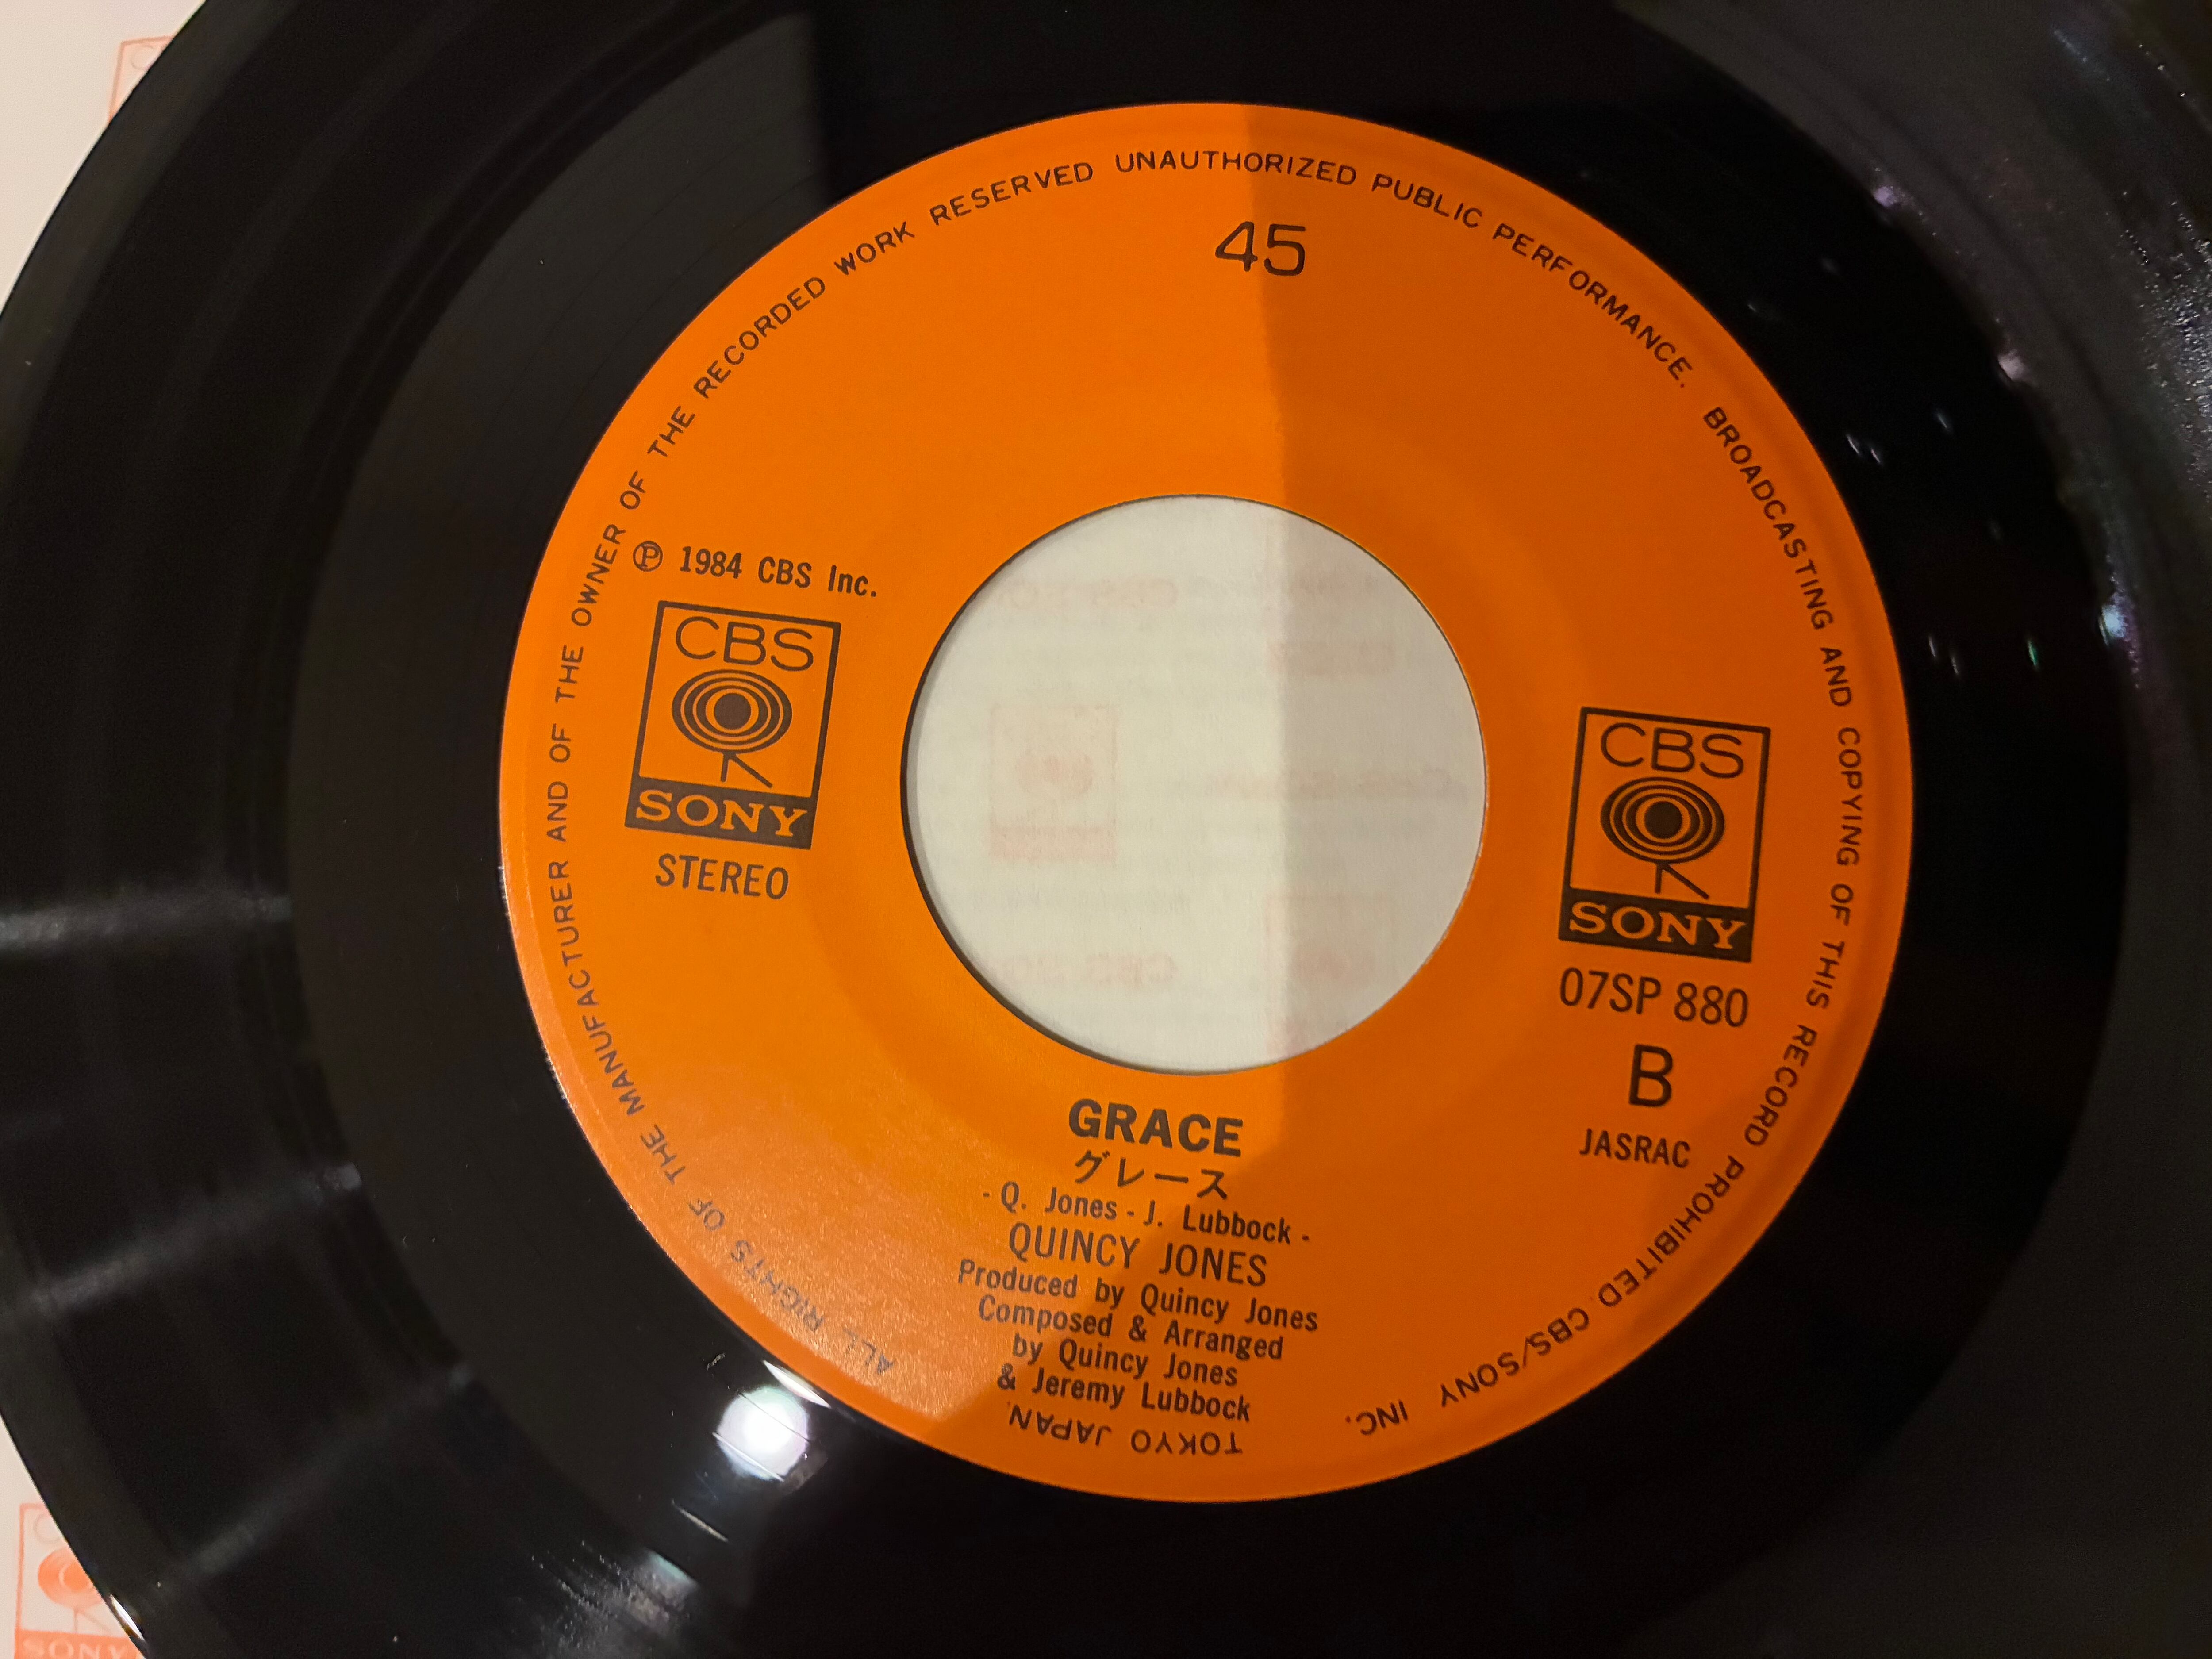 ALL RIGHTS OF THE MANUFACTURER AND OF THE OWNER OF THE RECORDED WORK RESERVED UNAUTHORIZED PUBLIC PERFORMANCE. BROADCASTING AND COPYING OF THIS RECORD PROHIBITED. CBS/SONY INC.
TOKYO JAPAN.
45
℗ 1984 CBS Inc.
CBS
SONY
STEREO
CBS
SONY
07SP 880
B
JASRAC
GRACE
グレース
- Q. Jones - J. Lubbock -
QUINCY JONES
Produced by Quincy Jones
Composed & Arranged
by Quincy Jones
& Jeremy Lubbock
SONY